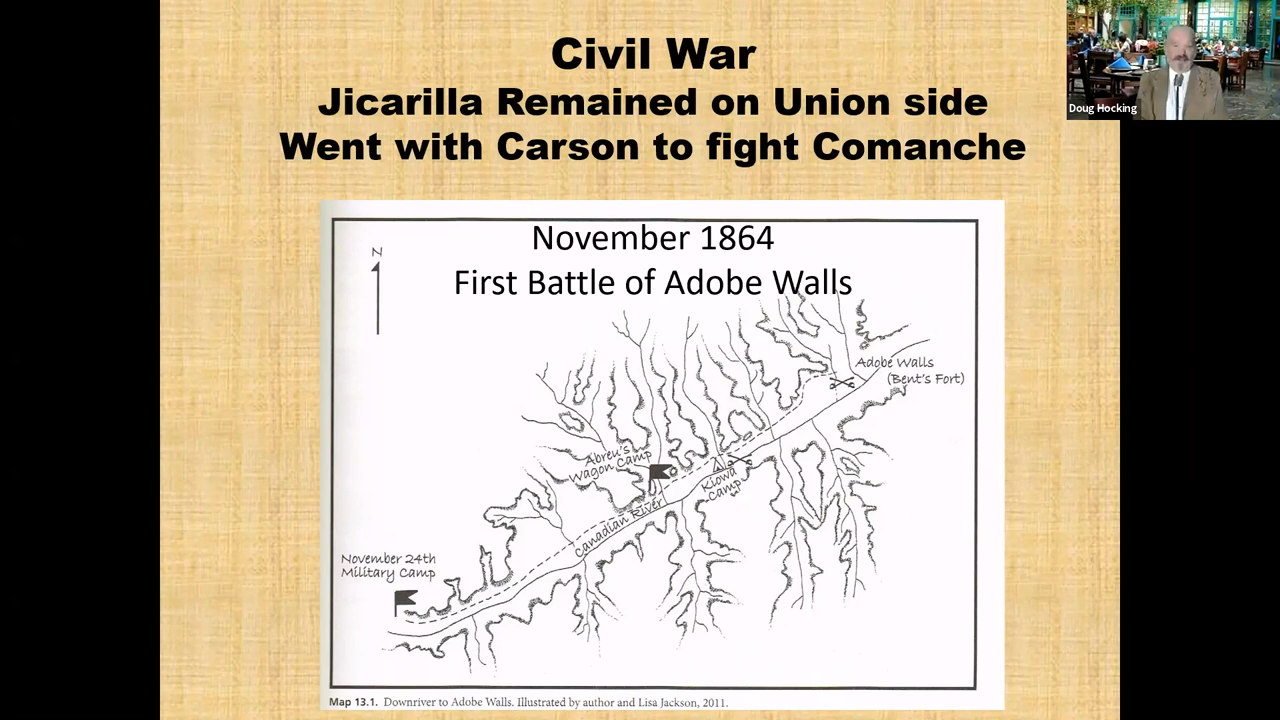 Civil War
Jicarilla Remained on Union side
Went with Carson to fight Comanche
Doug Hocking
November 1864
First Battle of Adobe Walls
N
Adobe Walls
(Bent's Fort)
Abreu's
Wagon Camp
Kiowa
Camp
Canadian River
November 24th
Military Camp
Map 13.1. Downriver to Adobe Walls. Illustrated by author and Lisa Jackson, 2011.